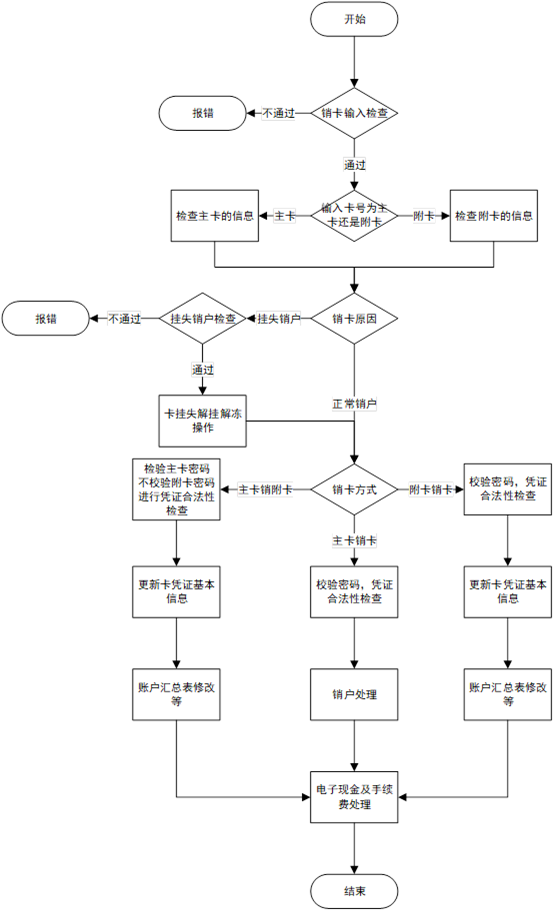 开始
报错
不通过
销卡输入检查
通过
检查主卡的信息
主卡
输入卡号为主
卡还是附卡
附卡
检查附卡的信息
报错
不通过
挂失销户检查
挂失销户
销卡原因
通过
卡挂失解挂解冻
操作
正常销户
检验主卡密码
不校验附卡密码
进行凭证合法性
检查
主卡销附卡
销卡方式
附卡销卡
校验密码，凭证
合法性检查
主卡销卡
更新卡凭证基本
信息
校验密码，凭证
合法性检查
更新卡凭证基本
信息
账户汇总表修改
等
销户处理
账户汇总表修改
等
电子现金及手续
费处理
结束